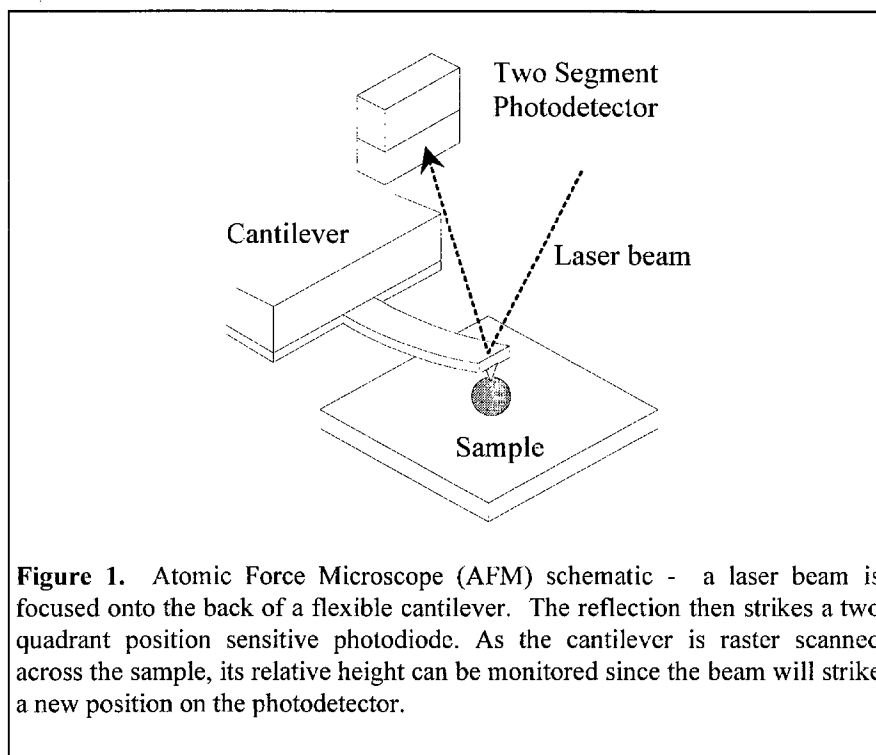 Two Segment
Photodetector
Cantilever
Laser beam
Sample
Figure 1. Atomic Force Microscope (AFM) schematic - a laser beam is
focused onto the back of a flexible cantilever. The reflection then strikes a two
quadrant position sensitive photodiode. As the cantilever is raster scanned
across the sample, its relative height can be monitored since the beam will strike
a new position on the photodetector.